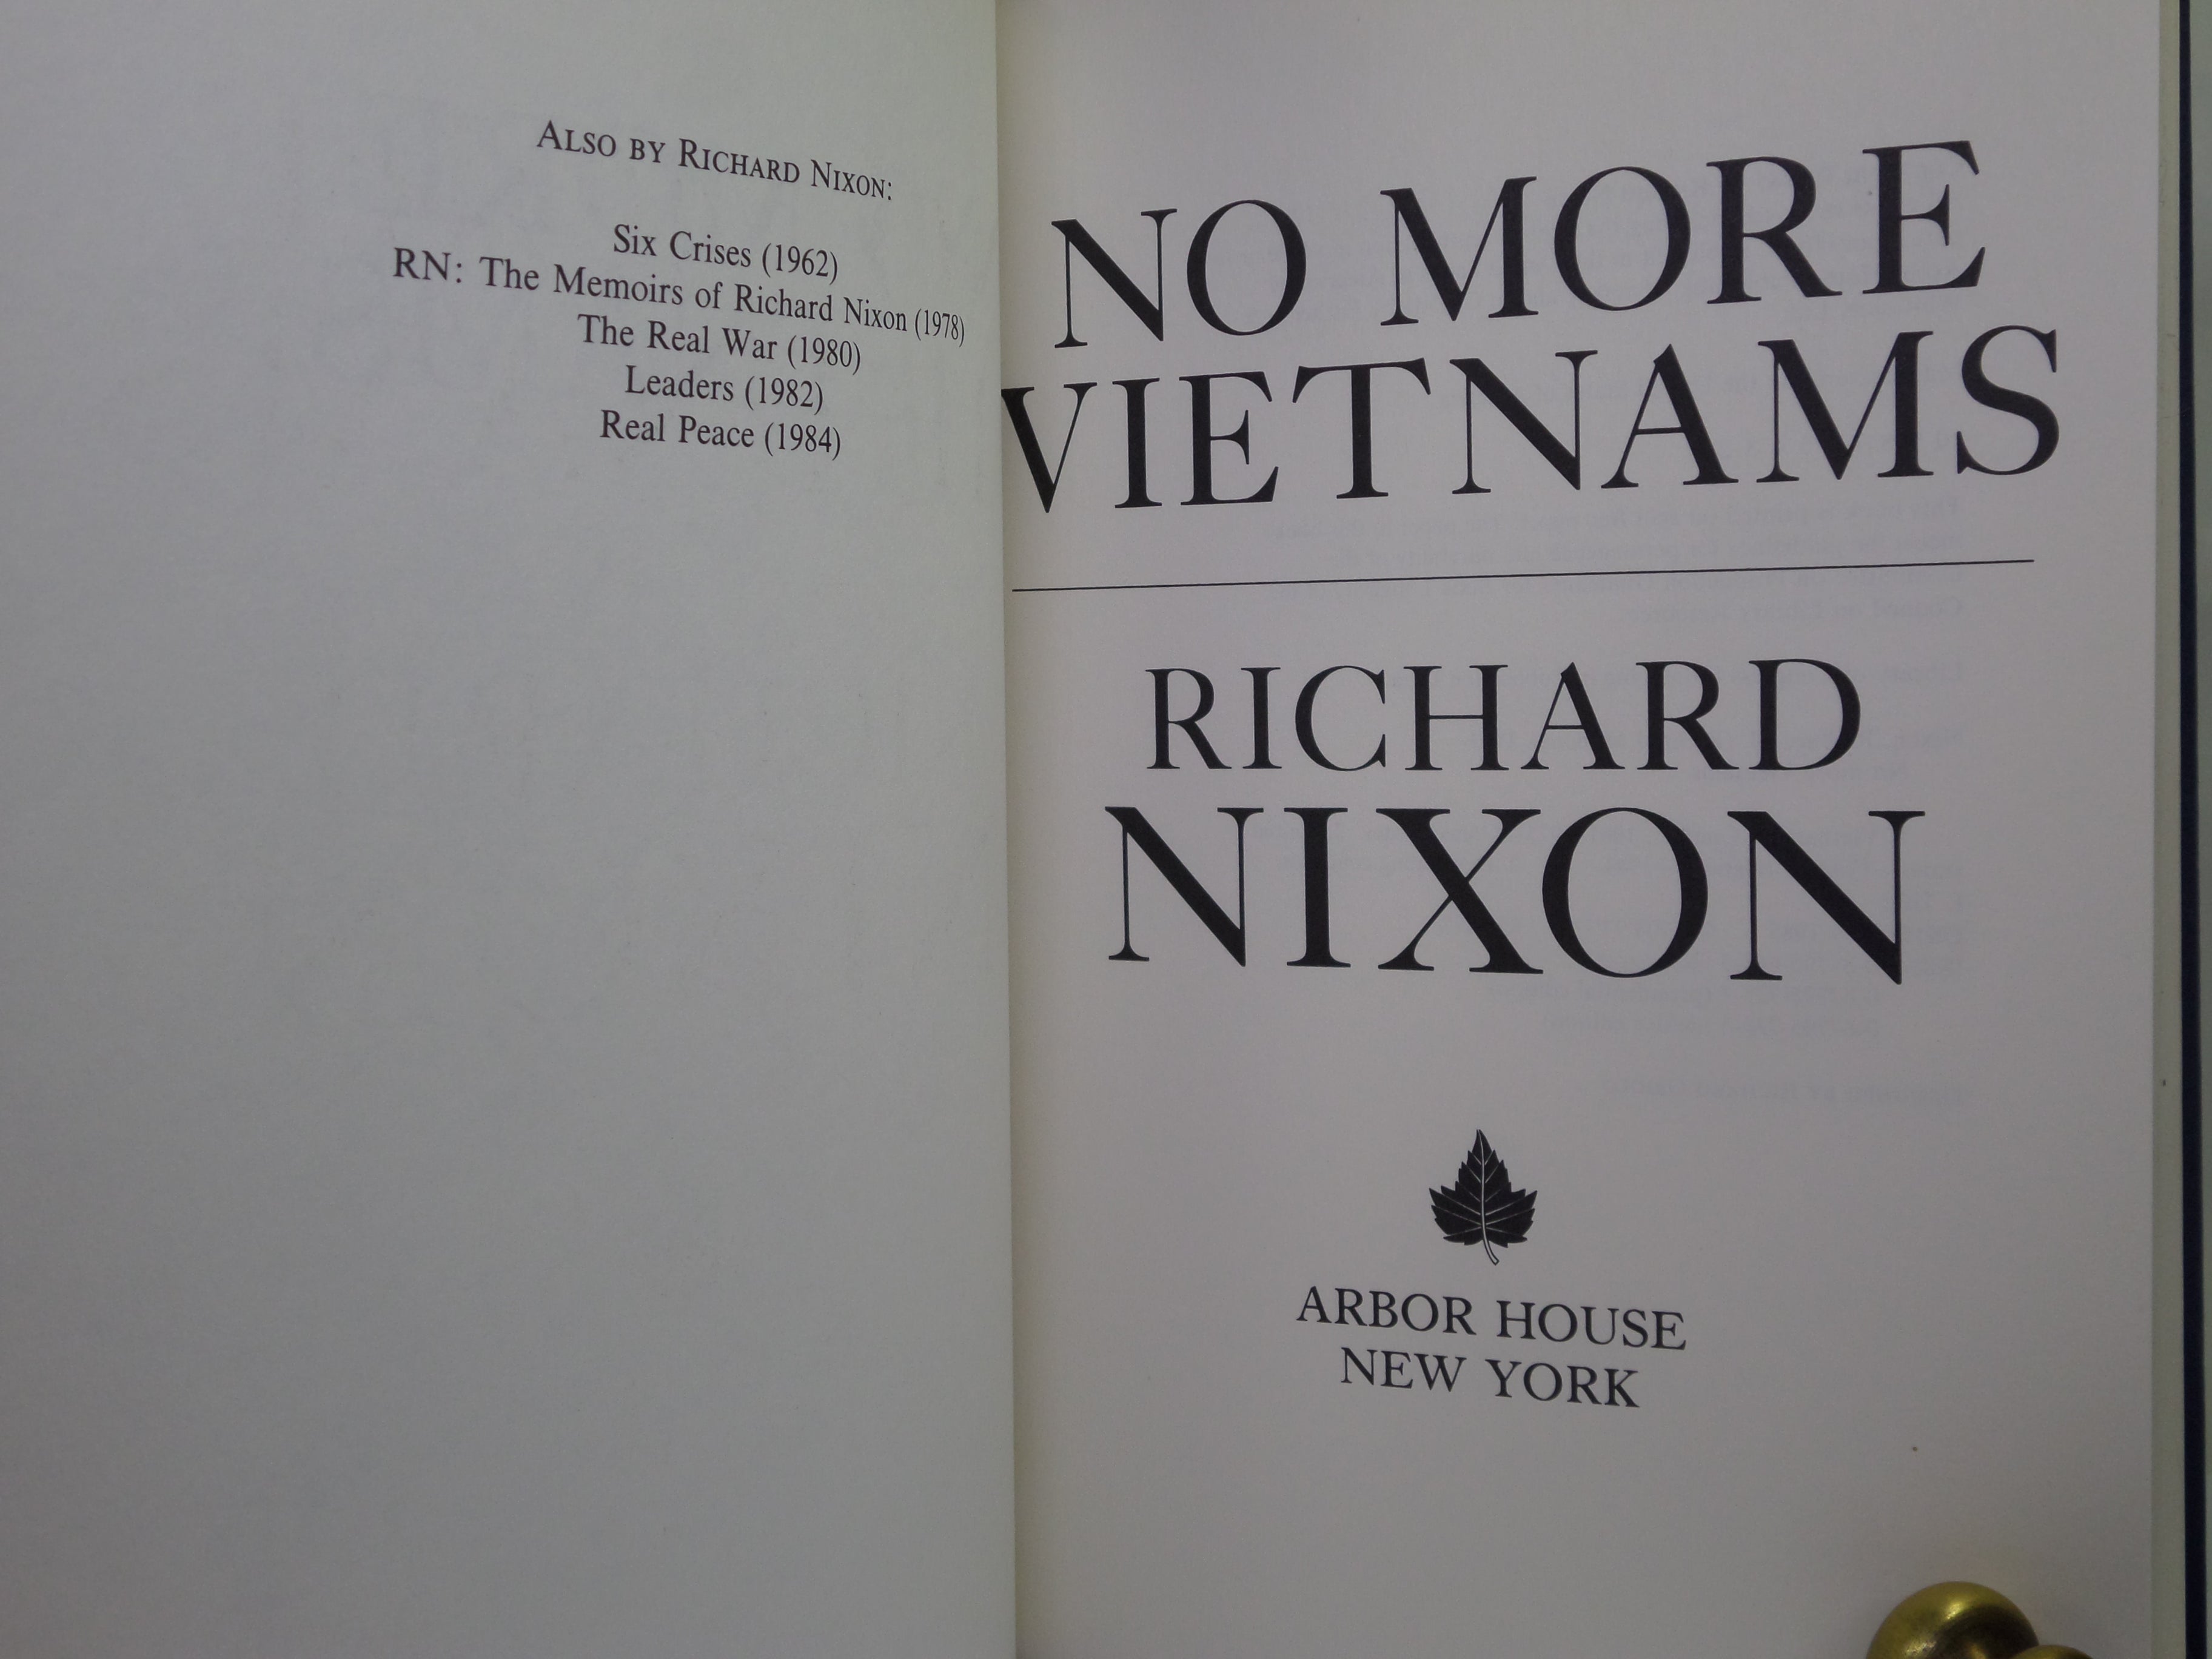 ALSO BY RICHARD NIXON:
Six Crises (1962)
RN: The Memoirs of Richard Nixon (1978)
The Real War (1980)
Leaders (1982)
Real Peace (1984)
NO MORE
VIETNAMS
RICHARD
NIXON
ARBOR HOUSE
NEW YORK